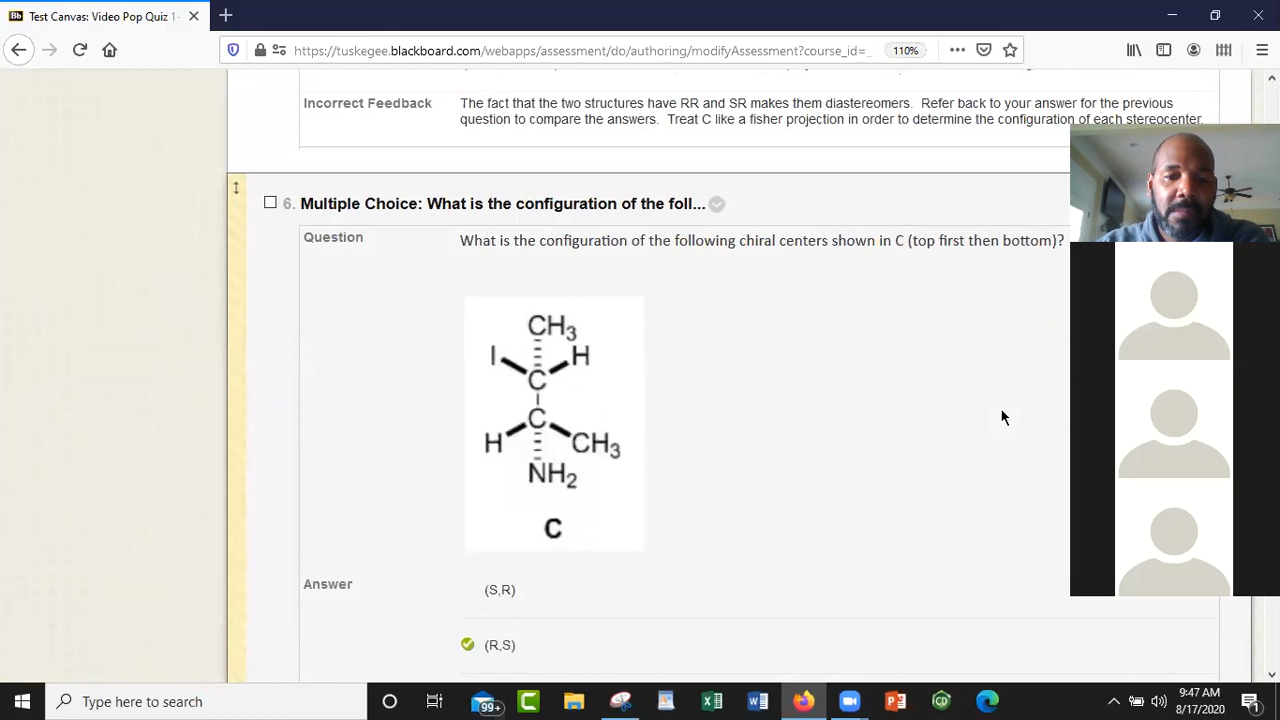 Test Canvas: Video Pop Quiz 1-
https://tuskegee.blackboard.com/webapps/assessment/do/authoring/modifyAssessment?course_id=_
110%
Incorrect Feedback
The fact that the two structures have RR and SR makes them diastereomers. Refer back to your answer for the previous
question to compare the answers. Treat C like a fisher projection in order to determine the configuration of each stereocenter.
6. Multiple Choice: What is the configuration of the foll...
Question
What is the configuration of the following chiral centers shown in C (top first then bottom)?
CH3
I H
C
C
H CH3
NH2
C
Answer
(S,R)
(R,S)
Type here to search
99+
9:47 AM
8/17/2020
1